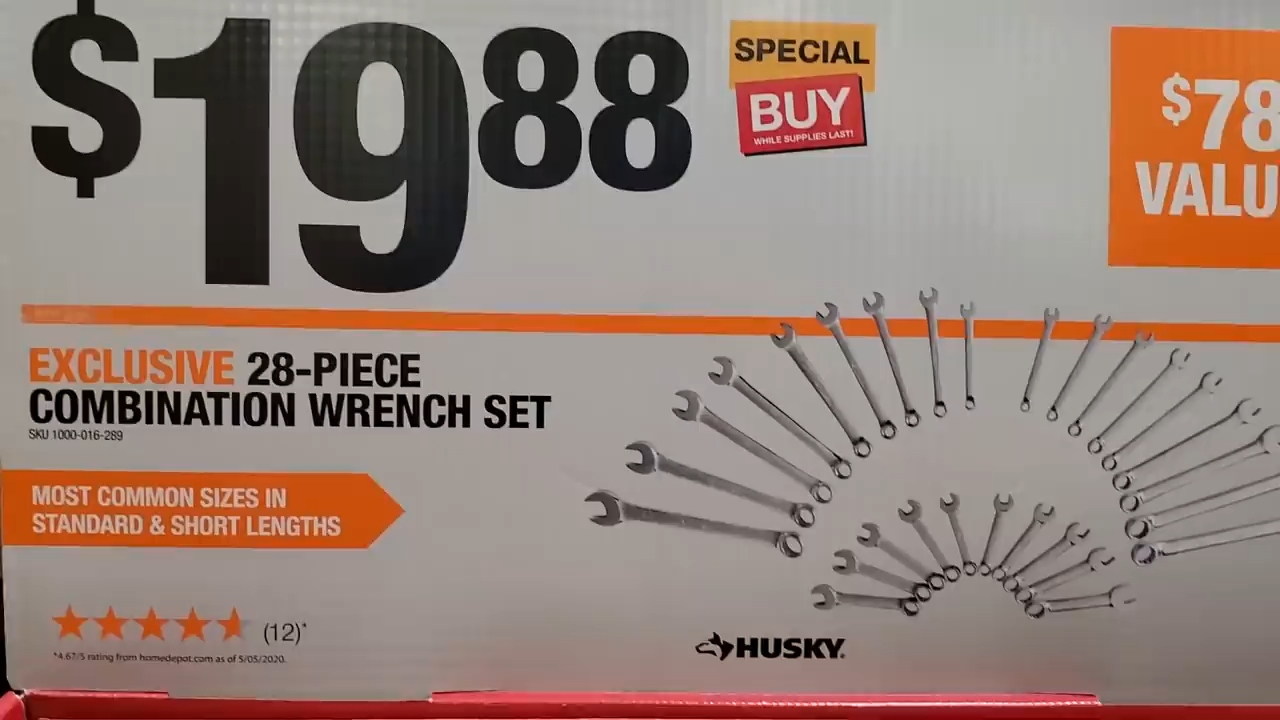 $19.88
SPECIAL
BUY
WHILE SUPPLIES LAST!
$78
VALU
EXCLUSIVE 28-PIECE
COMBINATION WRENCH SET
SKU 1000-016-289
MOST COMMON SIZES IN
STANDARD & SHORT LENGTHS
(12)*
*4.67/5 rating from homedepot.com as of 5/05/2020.
HUSKY.